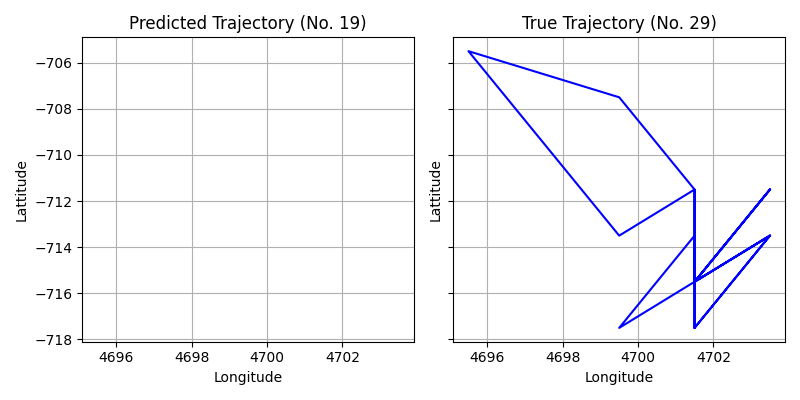 Predicted Trajectory (No. 19)
True Trajectory (No. 29)
−706
−708
−710
−712
−714
−716
−718
Lattitude
Lattitude
4696 4698 4700 4702
4696 4698 4700 4702
Longitude
Longitude